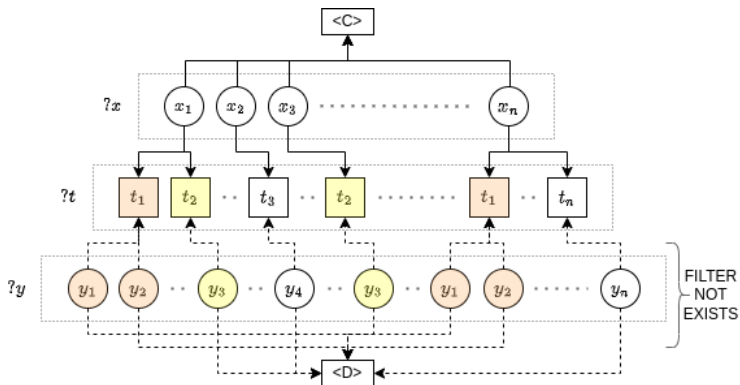 <C>
?x x₁ x₂ x₃ xₙ
?t t₁ t₂ t₃ t₂ t₁ tₙ
?y y₁ y₂ y₃ y₄ y₃ y₁ y₂ yₙ
FILTER
NOT
EXISTS
<D>